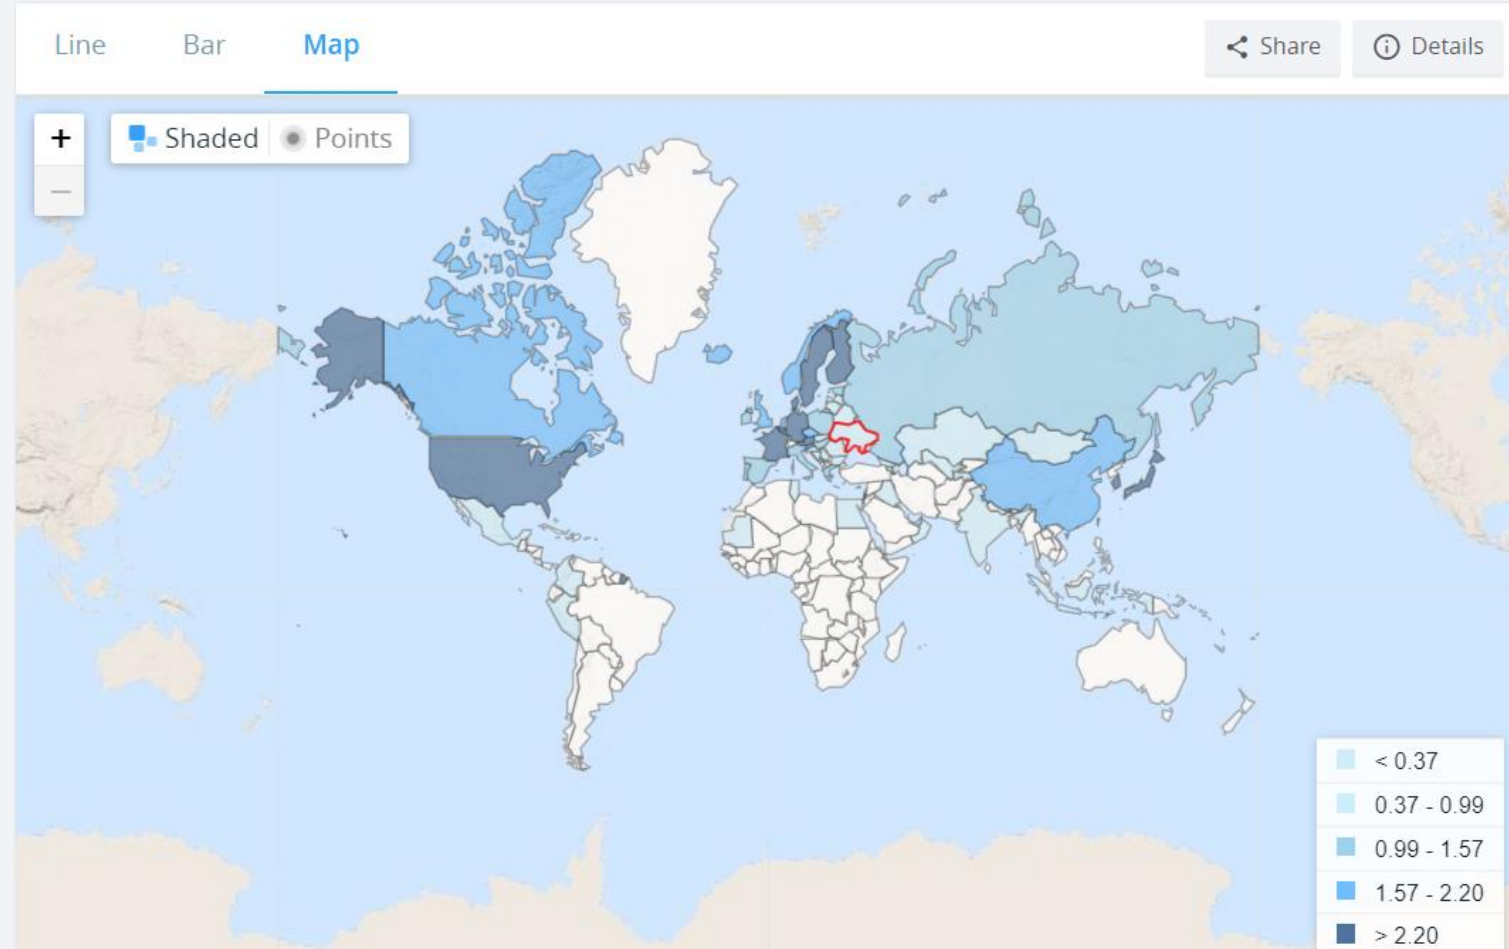 Line Bar Map Share Details
+ Shaded Points
−
< 0.37
0.37 - 0.99
0.99 - 1.57
1.57 - 2.20
> 2.20